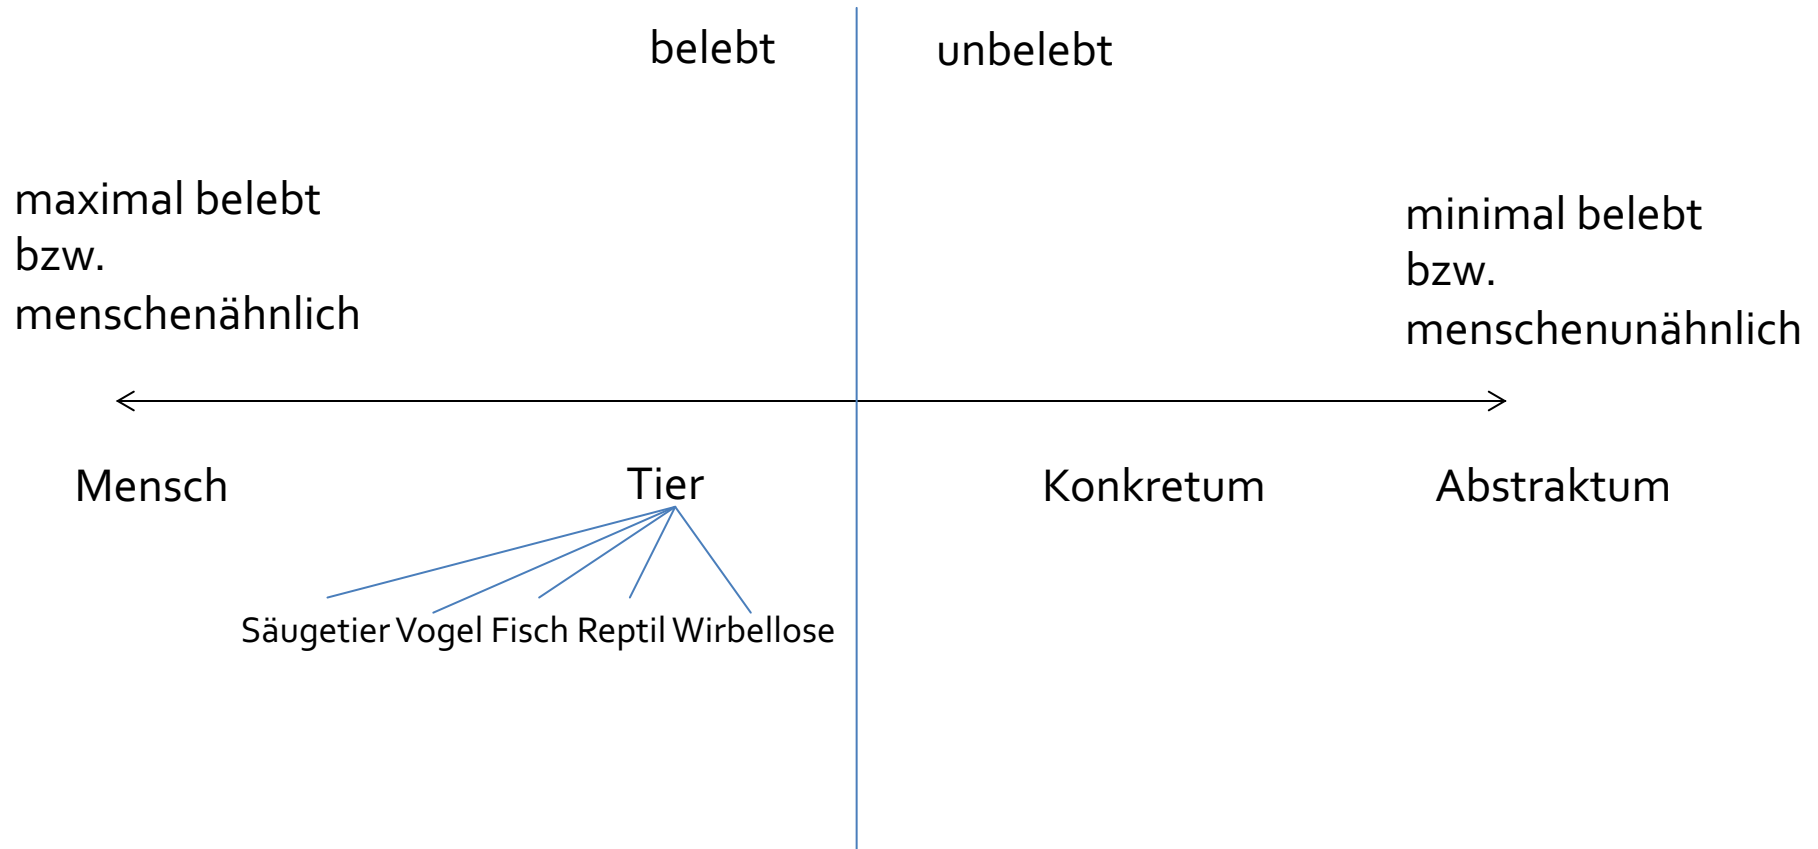 belebt
unbelebt
maximal belebt
bzw.
menschenähnlich
minimal belebt
bzw.
menschenunähnlich
Mensch
Tier
Konkretum
Abstraktum
Säugetier Vogel Fisch Reptil Wirbellose